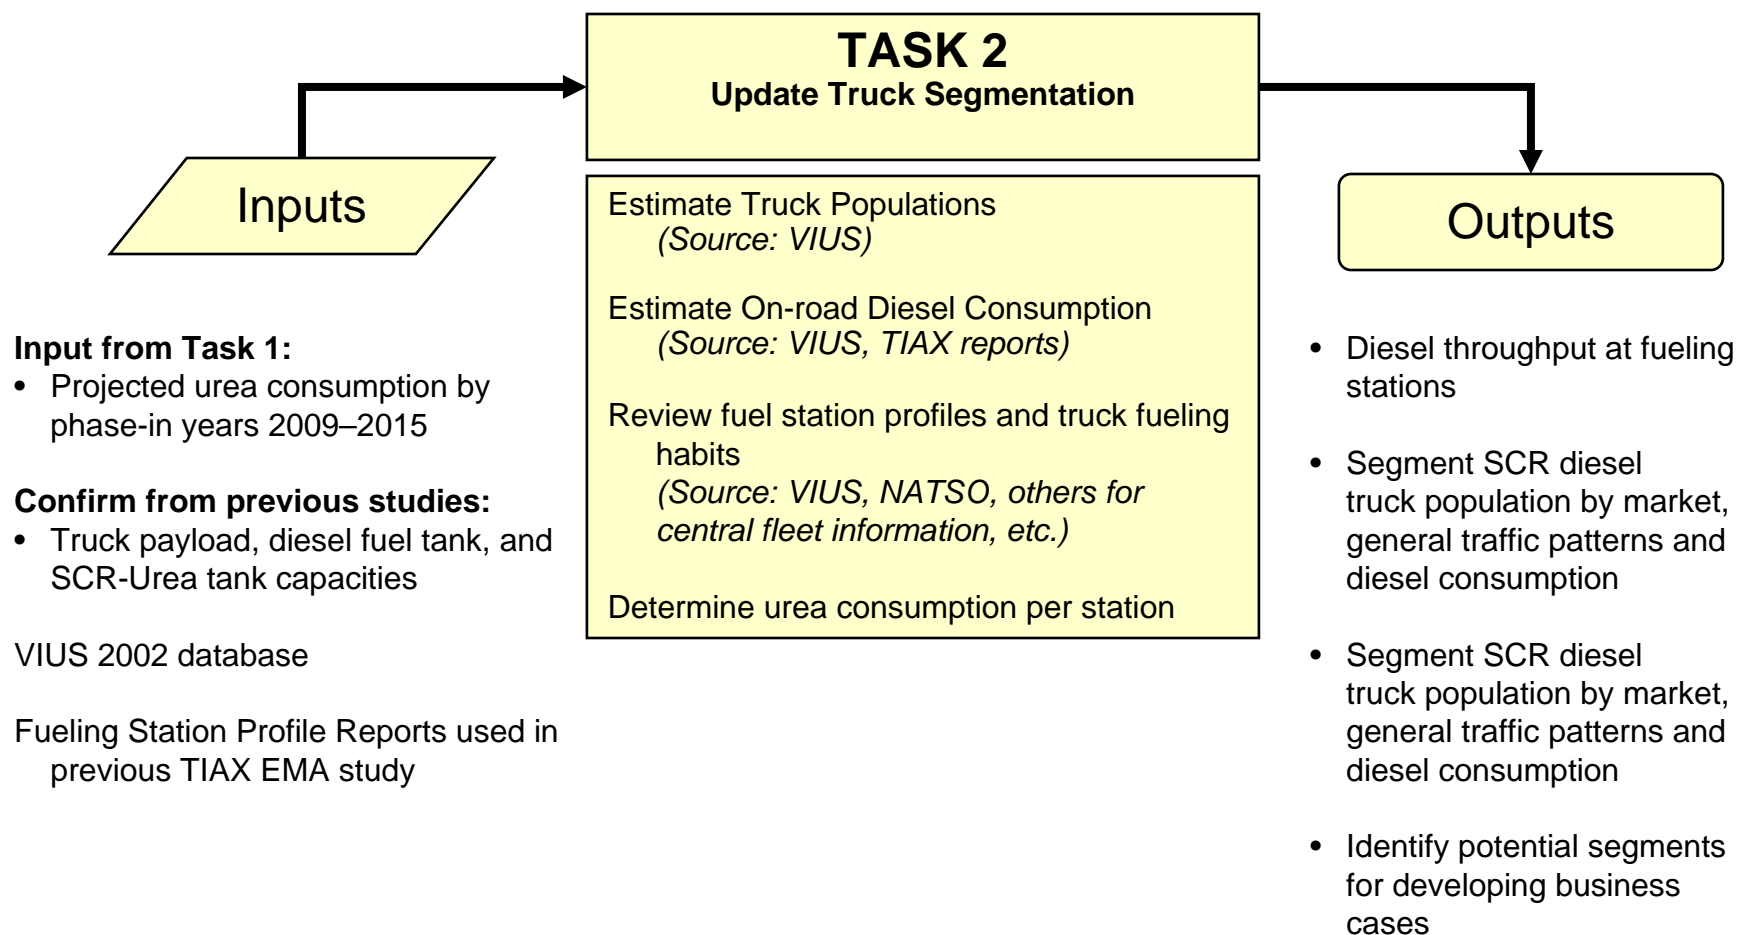 TASK 2
Update Truck Segmentation
Inputs
Outputs
Estimate Truck Populations
(Source: VIUS)
Estimate On-road Diesel Consumption
(Source: VIUS, TIAX reports)
Review fuel station profiles and truck fueling
habits
(Source: VIUS, NATSO, others for
central fleet information, etc.)
Determine urea consumption per station
Input from Task 1:
• Projected urea consumption by
phase-in years 2009–2015
Confirm from previous studies:
• Truck payload, diesel fuel tank, and
SCR-Urea tank capacities
VIUS 2002 database
Fueling Station Profile Reports used in
previous TIAX EMA study
• Diesel throughput at fueling
stations
• Segment SCR diesel
truck population by market,
general traffic patterns and
diesel consumption
• Segment SCR diesel
truck population by market,
general traffic patterns and
diesel consumption
• Identify potential segments
for developing business
cases